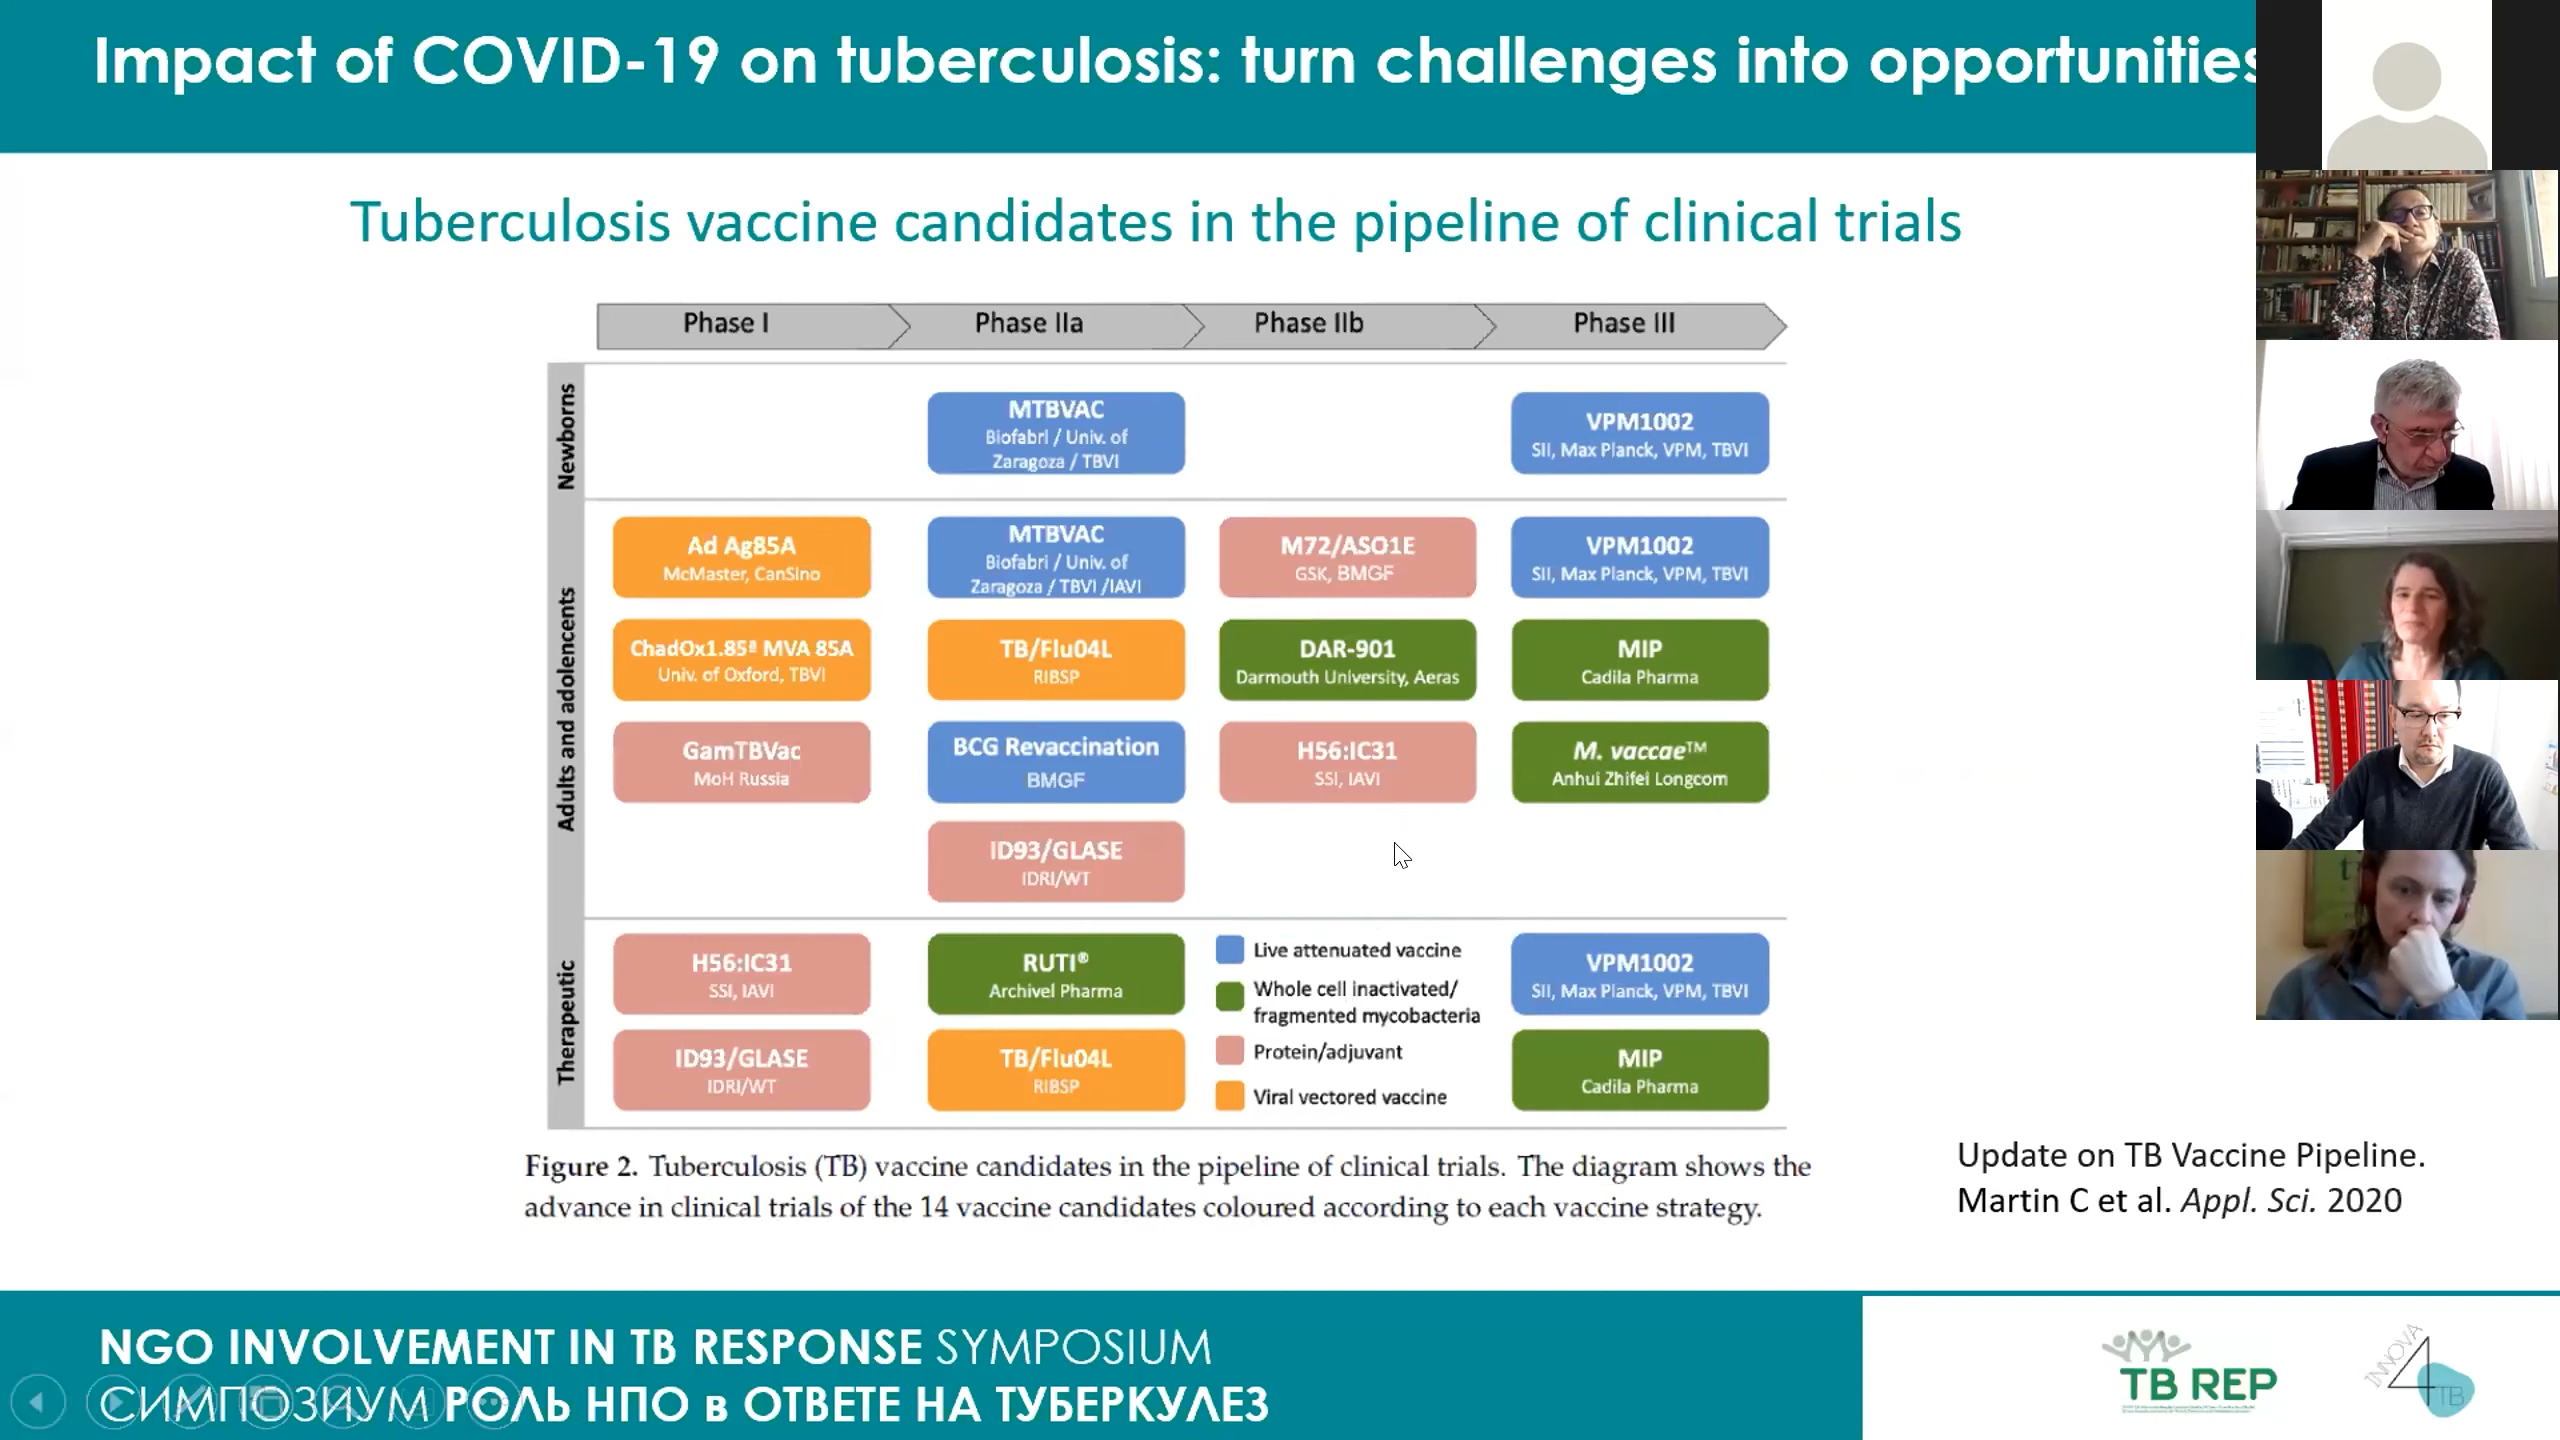 Impact of COVID-19 on tuberculosis: turn challenges into opportunities
Tuberculosis vaccine candidates in the pipeline of clinical trials
Phase I
Phase IIa
Phase IIb
Phase III
Newborns
MTBVAC
Biofabri / Univ. of
Zaragoza / TBVI
VPM1002
SII, Max Planck, VPM, TBVI
Adults and adolencents
Ad Ag85A
McMaster, CanSino
MTBVAC
Biofabri / Univ. of
Zaragoza / TBVI /IAVI
M72/ASO1E
GSK, BMGF
VPM1002
SII, Max Planck, VPM, TBVI
ChadOx1.85ª MVA 85A
Univ. of Oxford, TBVI
TB/Flu04L
RIBSP
DAR-901
Darmouth University, Aeras
MIP
Cadila Pharma
GamTBVac
MoH Russia
BCG Revaccination
BMGF
H56:IC31
SSI, IAVI
M. vaccae™
Anhui Zhifei Longcom
ID93/GLASE
IDRI/WT
Therapeutic
H56:IC31
SSI, IAVI
RUTI®
Archivel Pharma
Live attenuated vaccine
Whole cell inactivated/
fragmented mycobacteria
Protein/adjuvant
Viral vectored vaccine
VPM1002
SII, Max Planck, VPM, TBVI
ID93/GLASE
IDRI/WT
TB/Flu04L
RIBSP
MIP
Cadila Pharma
Figure 2. Tuberculosis (TB) vaccine candidates in the pipeline of clinical trials. The diagram shows the
advance in clinical trials of the 14 vaccine candidates coloured according to each vaccine strategy.
Update on TB Vaccine Pipeline.
Martin C et al. Appl. Sci. 2020
NGO INVOLVEMENT IN TB RESPONSE SYMPOSIUM
СИМПОЗИУМ РОЛЬ НПО в ОТВЕТЕ НА ТУБЕРКУЛЕЗ
TB REP
INNOVA
4
TB